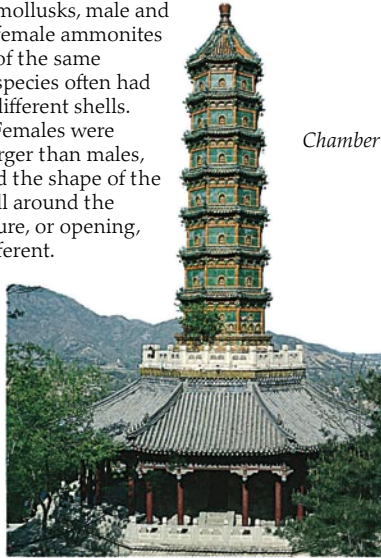 mollusks, male and
female ammonites
of the same
species often had
different shells.
Females were
rger than males,
d the shape of the
ll around the
ure, or opening,
ferent.
Chamber